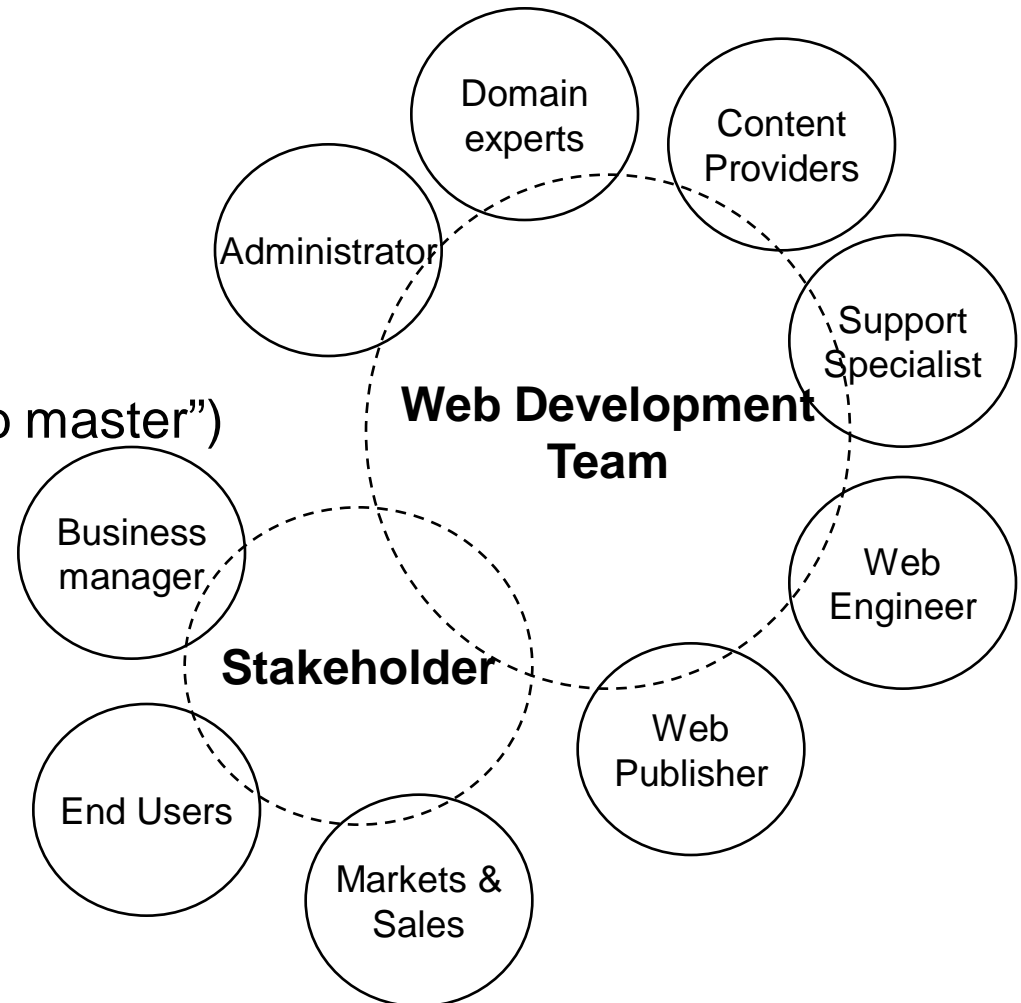 Domain
experts
Content
Providers
Administrator
Support
Specialist
Web Development
Team
master”)
Business
manager
Web
Engineer
Stakeholder
Web
Publisher
End Users
Markets &
Sales